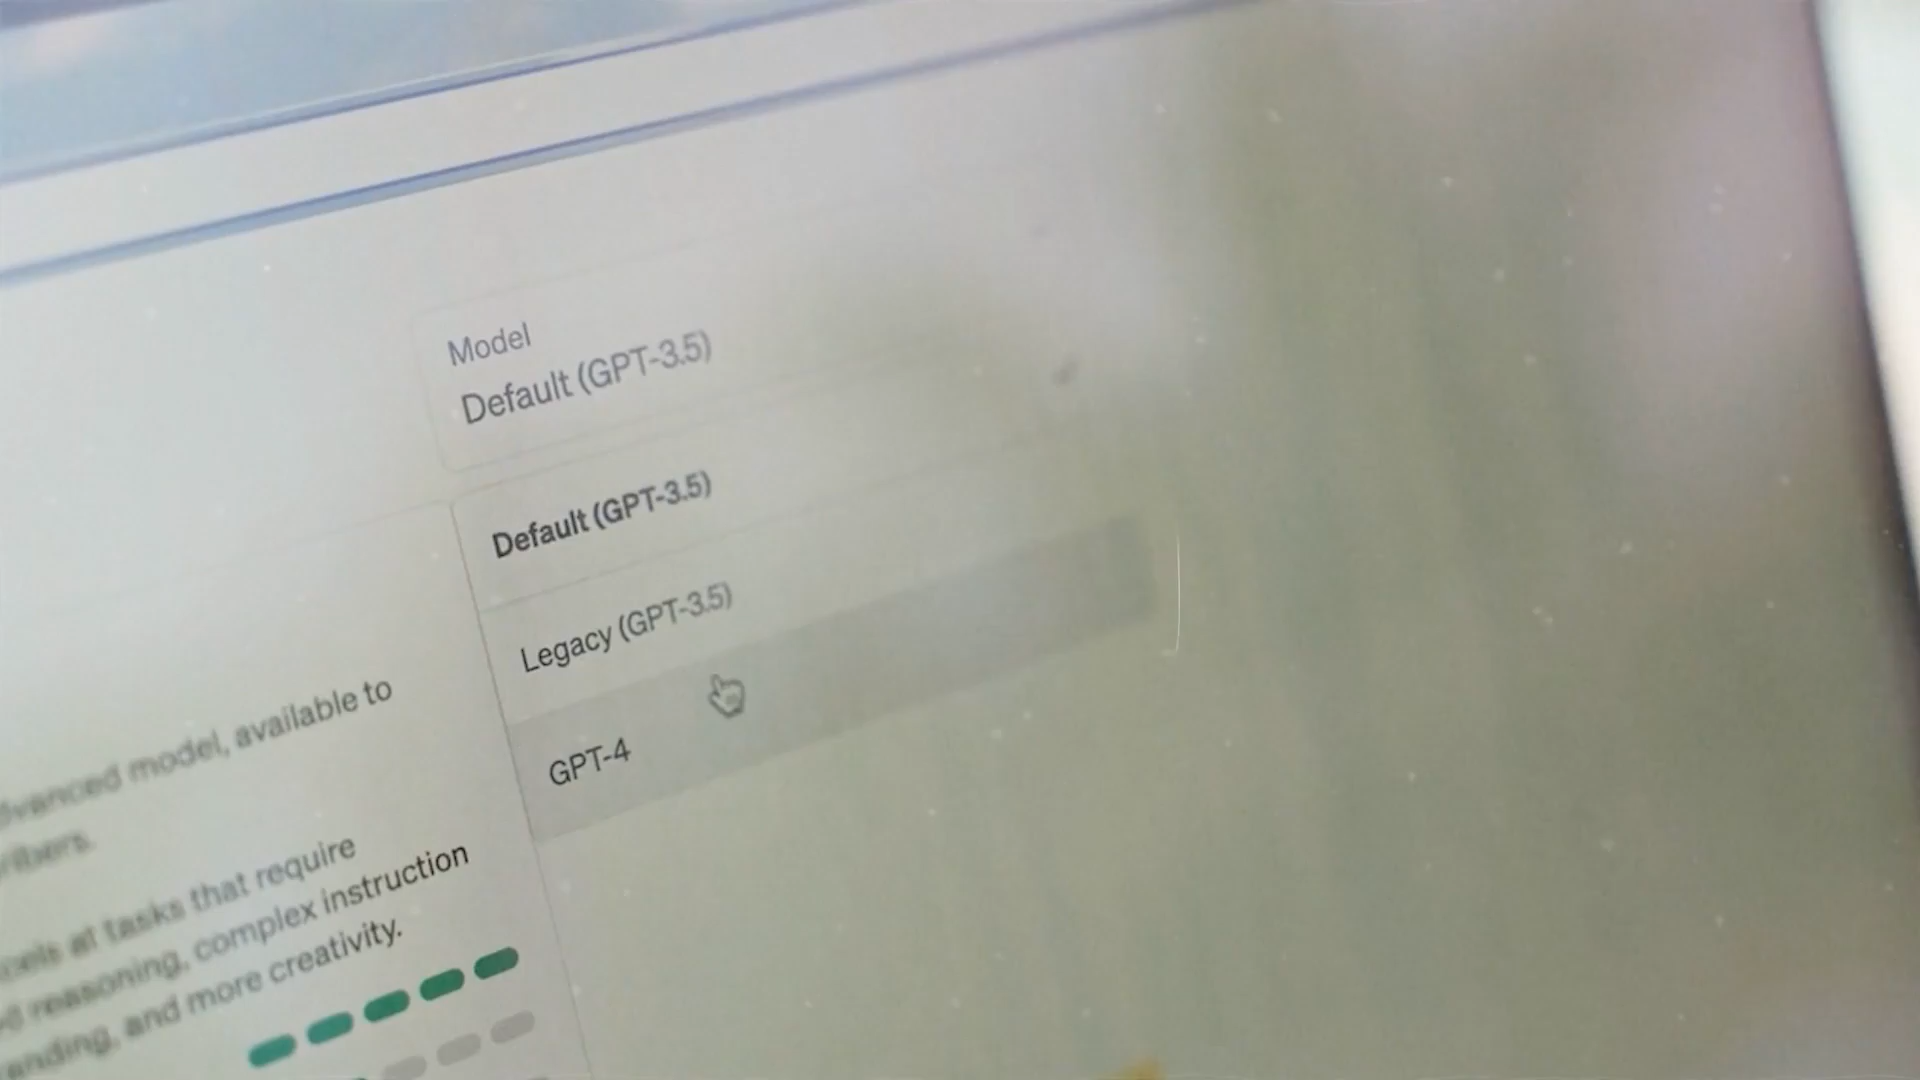 Model
Default (GPT-3.5)
Default (GPT-3.5)
Legacy (GPT-3.5)
GPT-4
advanced model, available to
tasks that require
reasoning, complex instruction
and more creativity.